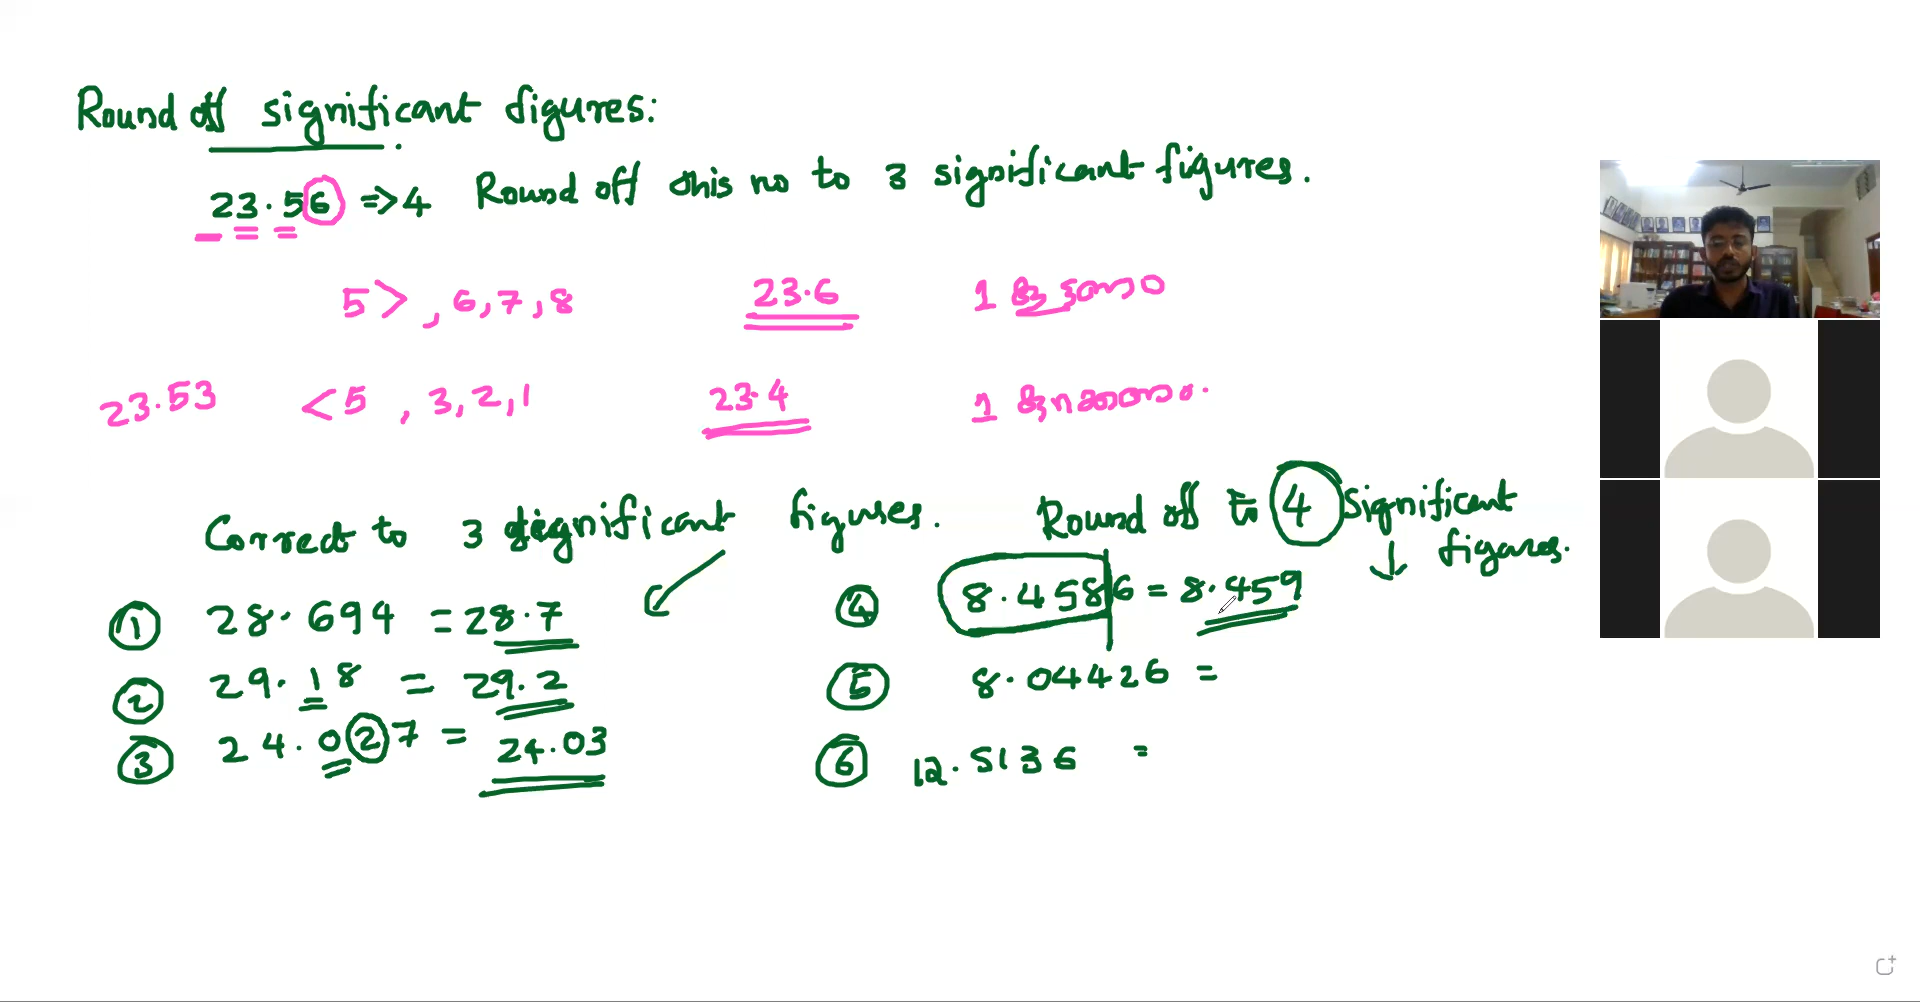 Round off significant figures:
23.56 => 4 Round off this no to 3 significant figures.
5> , 6,7,8 23.6 1
23.53 <5 , 3,2,1 23.4 1
Correct to 3 significant figures. Round off to 4 Significant figures.
① 28.694 = 28.7
② 29.18 = 29.2
③ 24.027 = 24.03
④ 8.4586 = 8.459
⑤ 8.04426 =
⑥ 12.5136 =